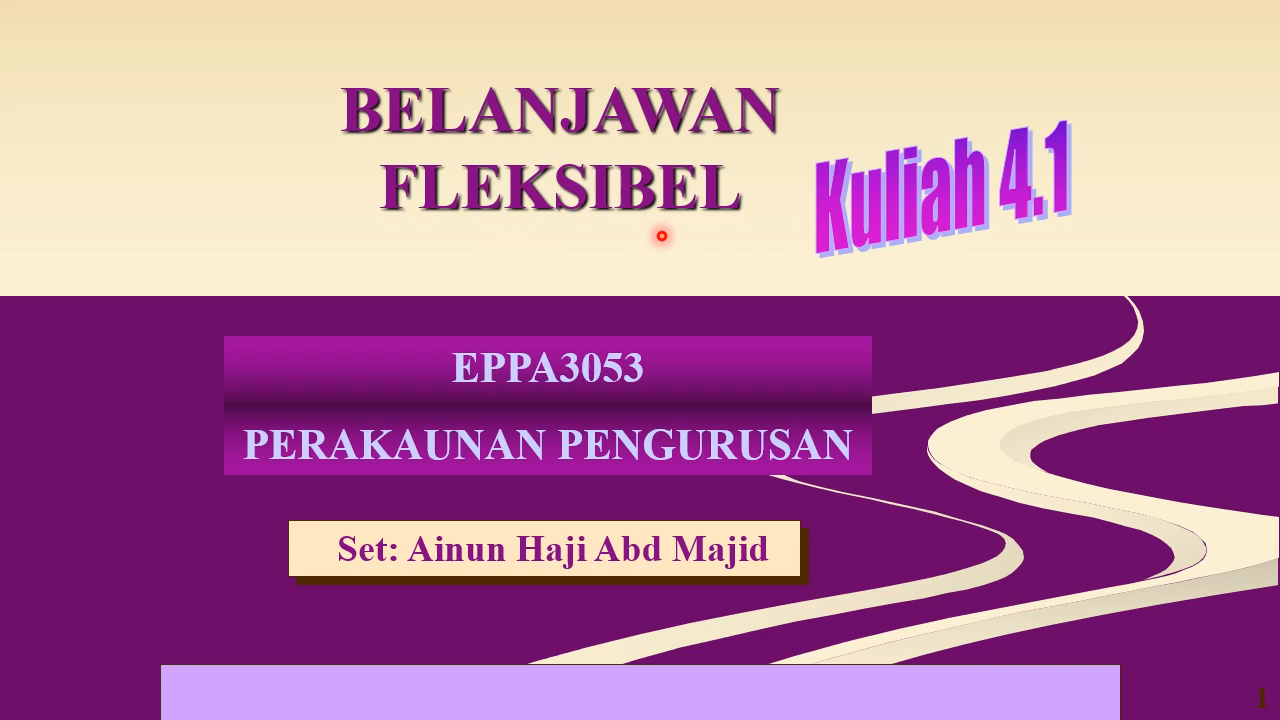 BELANJAWAN
FLEKSIBEL
Kuliah 4.1
EPPA3053
PERAKAUNAN PENGURUSAN
Set: Ainun Haji Abd Majid
1